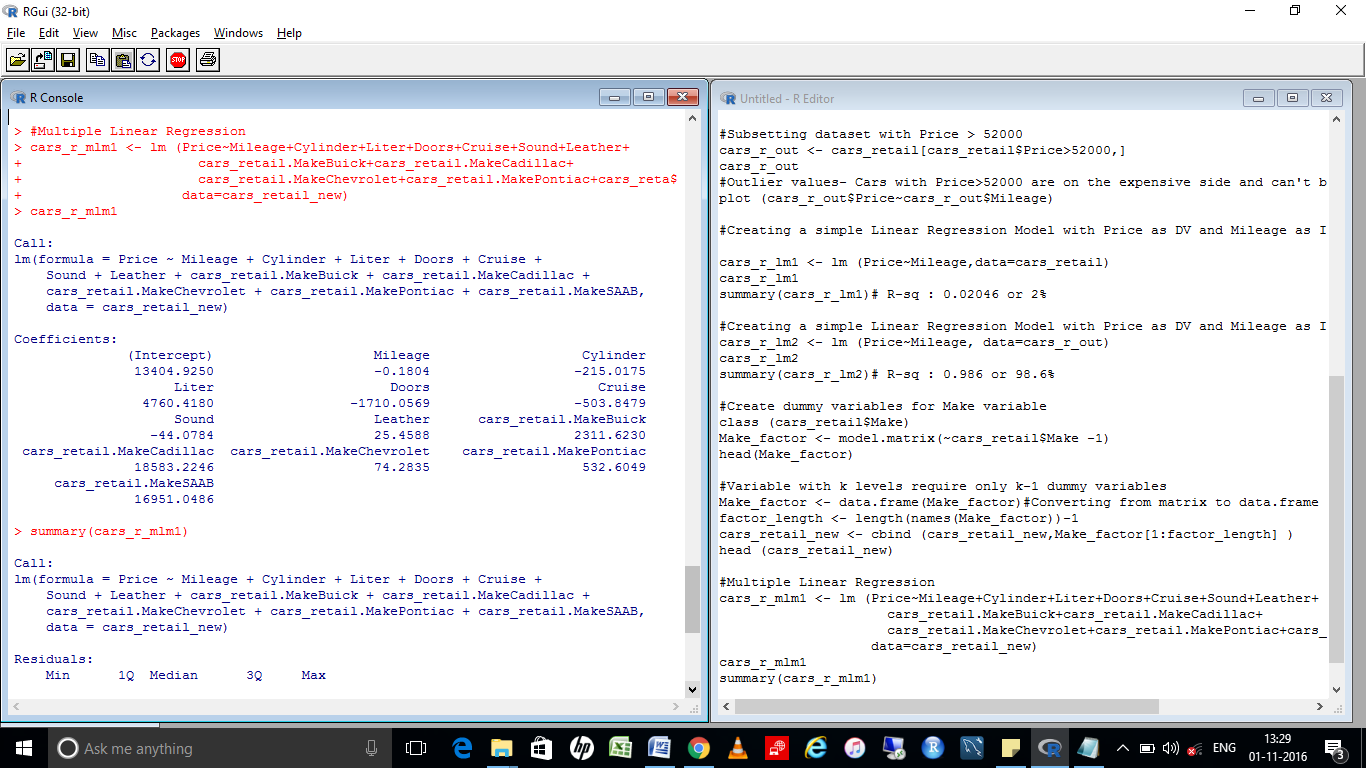 RGui (32-bit)
File Edit View Misc Packages Windows Help
STOP
R Console
> #Multiple Linear Regression
> cars_r_mlm1 <- lm (Price~Mileage+Cylinder+Liter+Doors+Cruise+Sound+Leather+
+ cars_retail.MakeBuick+cars_retail.MakeCadillac+
+ cars_retail.MakeChevrolet+cars_retail.MakePontiac+cars_reta$
+ data=cars_retail_new)
> cars_r_mlm1
Call:
lm(formula = Price ~ Mileage + Cylinder + Liter + Doors + Cruise +
Sound + Leather + cars_retail.MakeBuick + cars_retail.MakeCadillac +
cars_retail.MakeChevrolet + cars_retail.MakePontiac + cars_retail.MakeSAAB,
data = cars_retail_new)
Coefficients:
(Intercept) Mileage Cylinder
13404.9250 -0.1804 -215.0175
Liter Doors Cruise
4760.4180 -1710.0569 -503.8479
Sound Leather cars_retail.MakeBuick
-44.0784 25.4588 2311.6230
cars_retail.MakeCadillac cars_retail.MakeChevrolet cars_retail.MakePontiac
18583.2246 74.2835 532.6049
cars_retail.MakeSAAB
16951.0486
> summary(cars_r_mlm1)
Call:
lm(formula = Price ~ Mileage + Cylinder + Liter + Doors + Cruise +
Sound + Leather + cars_retail.MakeBuick + cars_retail.MakeCadillac +
cars_retail.MakeChevrolet + cars_retail.MakePontiac + cars_retail.MakeSAAB,
data = cars_retail_new)
Residuals:
Min 1Q Median 3Q Max
Untitled - R Editor
#Subsetting dataset with Price > 52000
cars_r_out <- cars_retail[cars_retail$Price>52000,]
cars_r_out
#Outlier values- Cars with Price>52000 are on the expensive side and can't b
plot (cars_r_out$Price~cars_r_out$Mileage)
#Creating a simple Linear Regression Model with Price as DV and Mileage as I
cars_r_lm1 <- lm (Price~Mileage,data=cars_retail)
cars_r_lm1
summary(cars_r_lm1)# R-sq : 0.02046 or 2%
#Creating a simple Linear Regression Model with Price as DV and Mileage as I
cars_r_lm2 <- lm (Price~Mileage, data=cars_r_out)
cars_r_lm2
summary(cars_r_lm2)# R-sq : 0.986 or 98.6%
#Create dummy variables for Make variable
class (cars_retail$Make)
Make_factor <- model.matrix(~cars_retail$Make -1)
head(Make_factor)
#Variable with k levels require only k-1 dummy variables
Make_factor <- data.frame(Make_factor)#Converting from matrix to data.frame
factor_length <- length(names(Make_factor))-1
cars_retail_new <- cbind (cars_retail_new,Make_factor[1:factor_length] )
head (cars_retail_new)
#Multiple Linear Regression
cars_r_mlm1 <- lm (Price~Mileage+Cylinder+Liter+Doors+Cruise+Sound+Leather+
cars_retail.MakeBuick+cars_retail.MakeCadillac+
cars_retail.MakeChevrolet+cars_retail.MakePontiac+cars_
data=cars_retail_new)
cars_r_mlm1
summary(cars_r_mlm1)
Ask me anything
ENG
13:29
01-11-2016
3